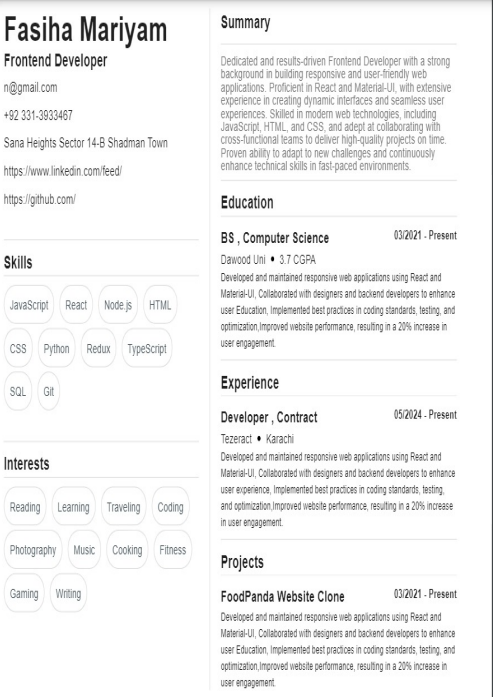 Fasiha Mariyam
Frontend Developer
n@gmail.com
+92 331-3933467
Sana Heights Sector 14-B Shadman Town
https://www.linkedin.com/feed/
https://github.com/
Skills
JavaScript React Node.js HTML
CSS Python Redux TypeScript
SQL Git
Interests
Reading Learning Traveling Coding
Photography Music Cooking Fitness
Gaming Writing
Summary
Dedicated and results-driven Frontend Developer with a strong
background in building responsive and user-friendly web
applications. Proficient in React and Material-UI, with extensive
experience in creating dynamic interfaces and seamless user
experiences. Skilled in modern web technologies, including
JavaScript, HTML, and CSS, and adept at collaborating with
cross-functional teams to deliver high-quality projects on time.
Proven ability to adapt to new challenges and continuously
enhance technical skills in fast-paced environments.
Education
BS , Computer Science 03/2021 - Present
Dawood Uni • 3.7 CGPA
Developed and maintained responsive web applications using React and
Material-UI, Collaborated with designers and backend developers to enhance
user Education, Implemented best practices in coding standards, testing, and
optimization,Improved website performance, resulting in a 20% increase in
user engagement.
Experience
Developer , Contract 05/2024 - Present
Tezeract • Karachi
Developed and maintained responsive web applications using React and
Material-UI, Collaborated with designers and backend developers to enhance
user experience, Implemented best practices in coding standards, testing,
and optimization,Improved website performance, resulting in a 20% increase
in user engagement.
Projects
FoodPanda Website Clone 03/2021 - Present
Developed and maintained responsive web applications using React and
Material-UI, Collaborated with designers and backend developers to enhance
user experience, Implemented best practices in coding standards, testing, and
optimization,Improved website performance, resulting in a 20% increase in
user engagement.